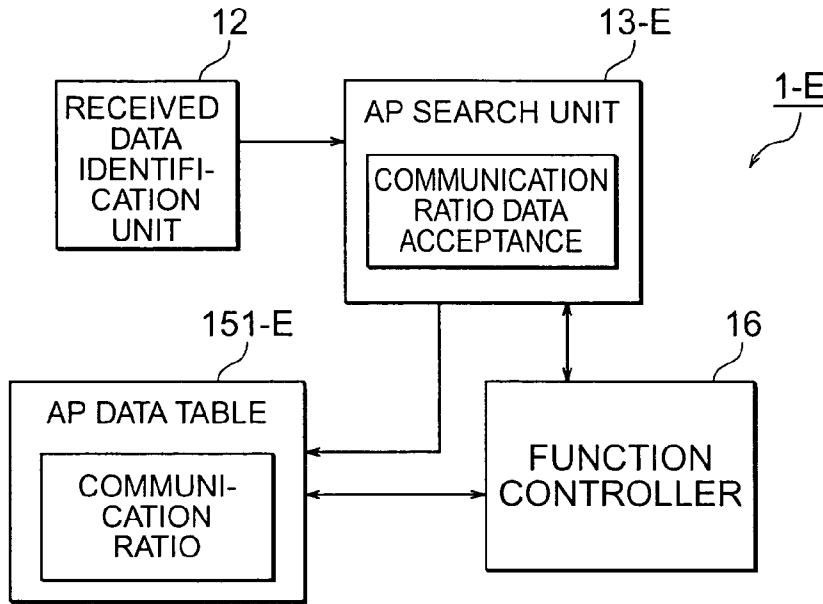 12
13-E
1-E
RECEIVED
DATA
IDENTIFI-
CATION
UNIT
AP SEARCH UNIT
COMMUNICATION
RATIO DATA
ACCEPTANCE
151-E
16
AP DATA TABLE
COMMUNI-
CATION
RATIO
FUNCTION
CONTROLLER